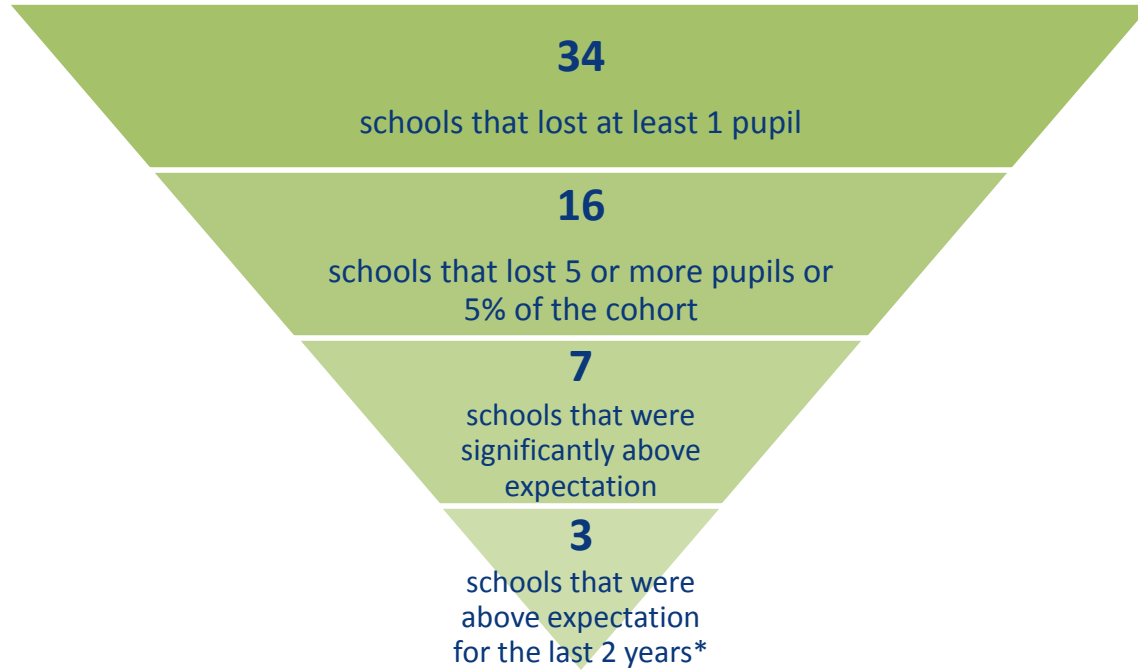 34
schools that lost at least 1 pupil
16
schools that lost 5 or more pupils or
5% of the cohort
7
schools that were
significantly above
expectation
3
schools that were
above expectation
for the last 2 years*